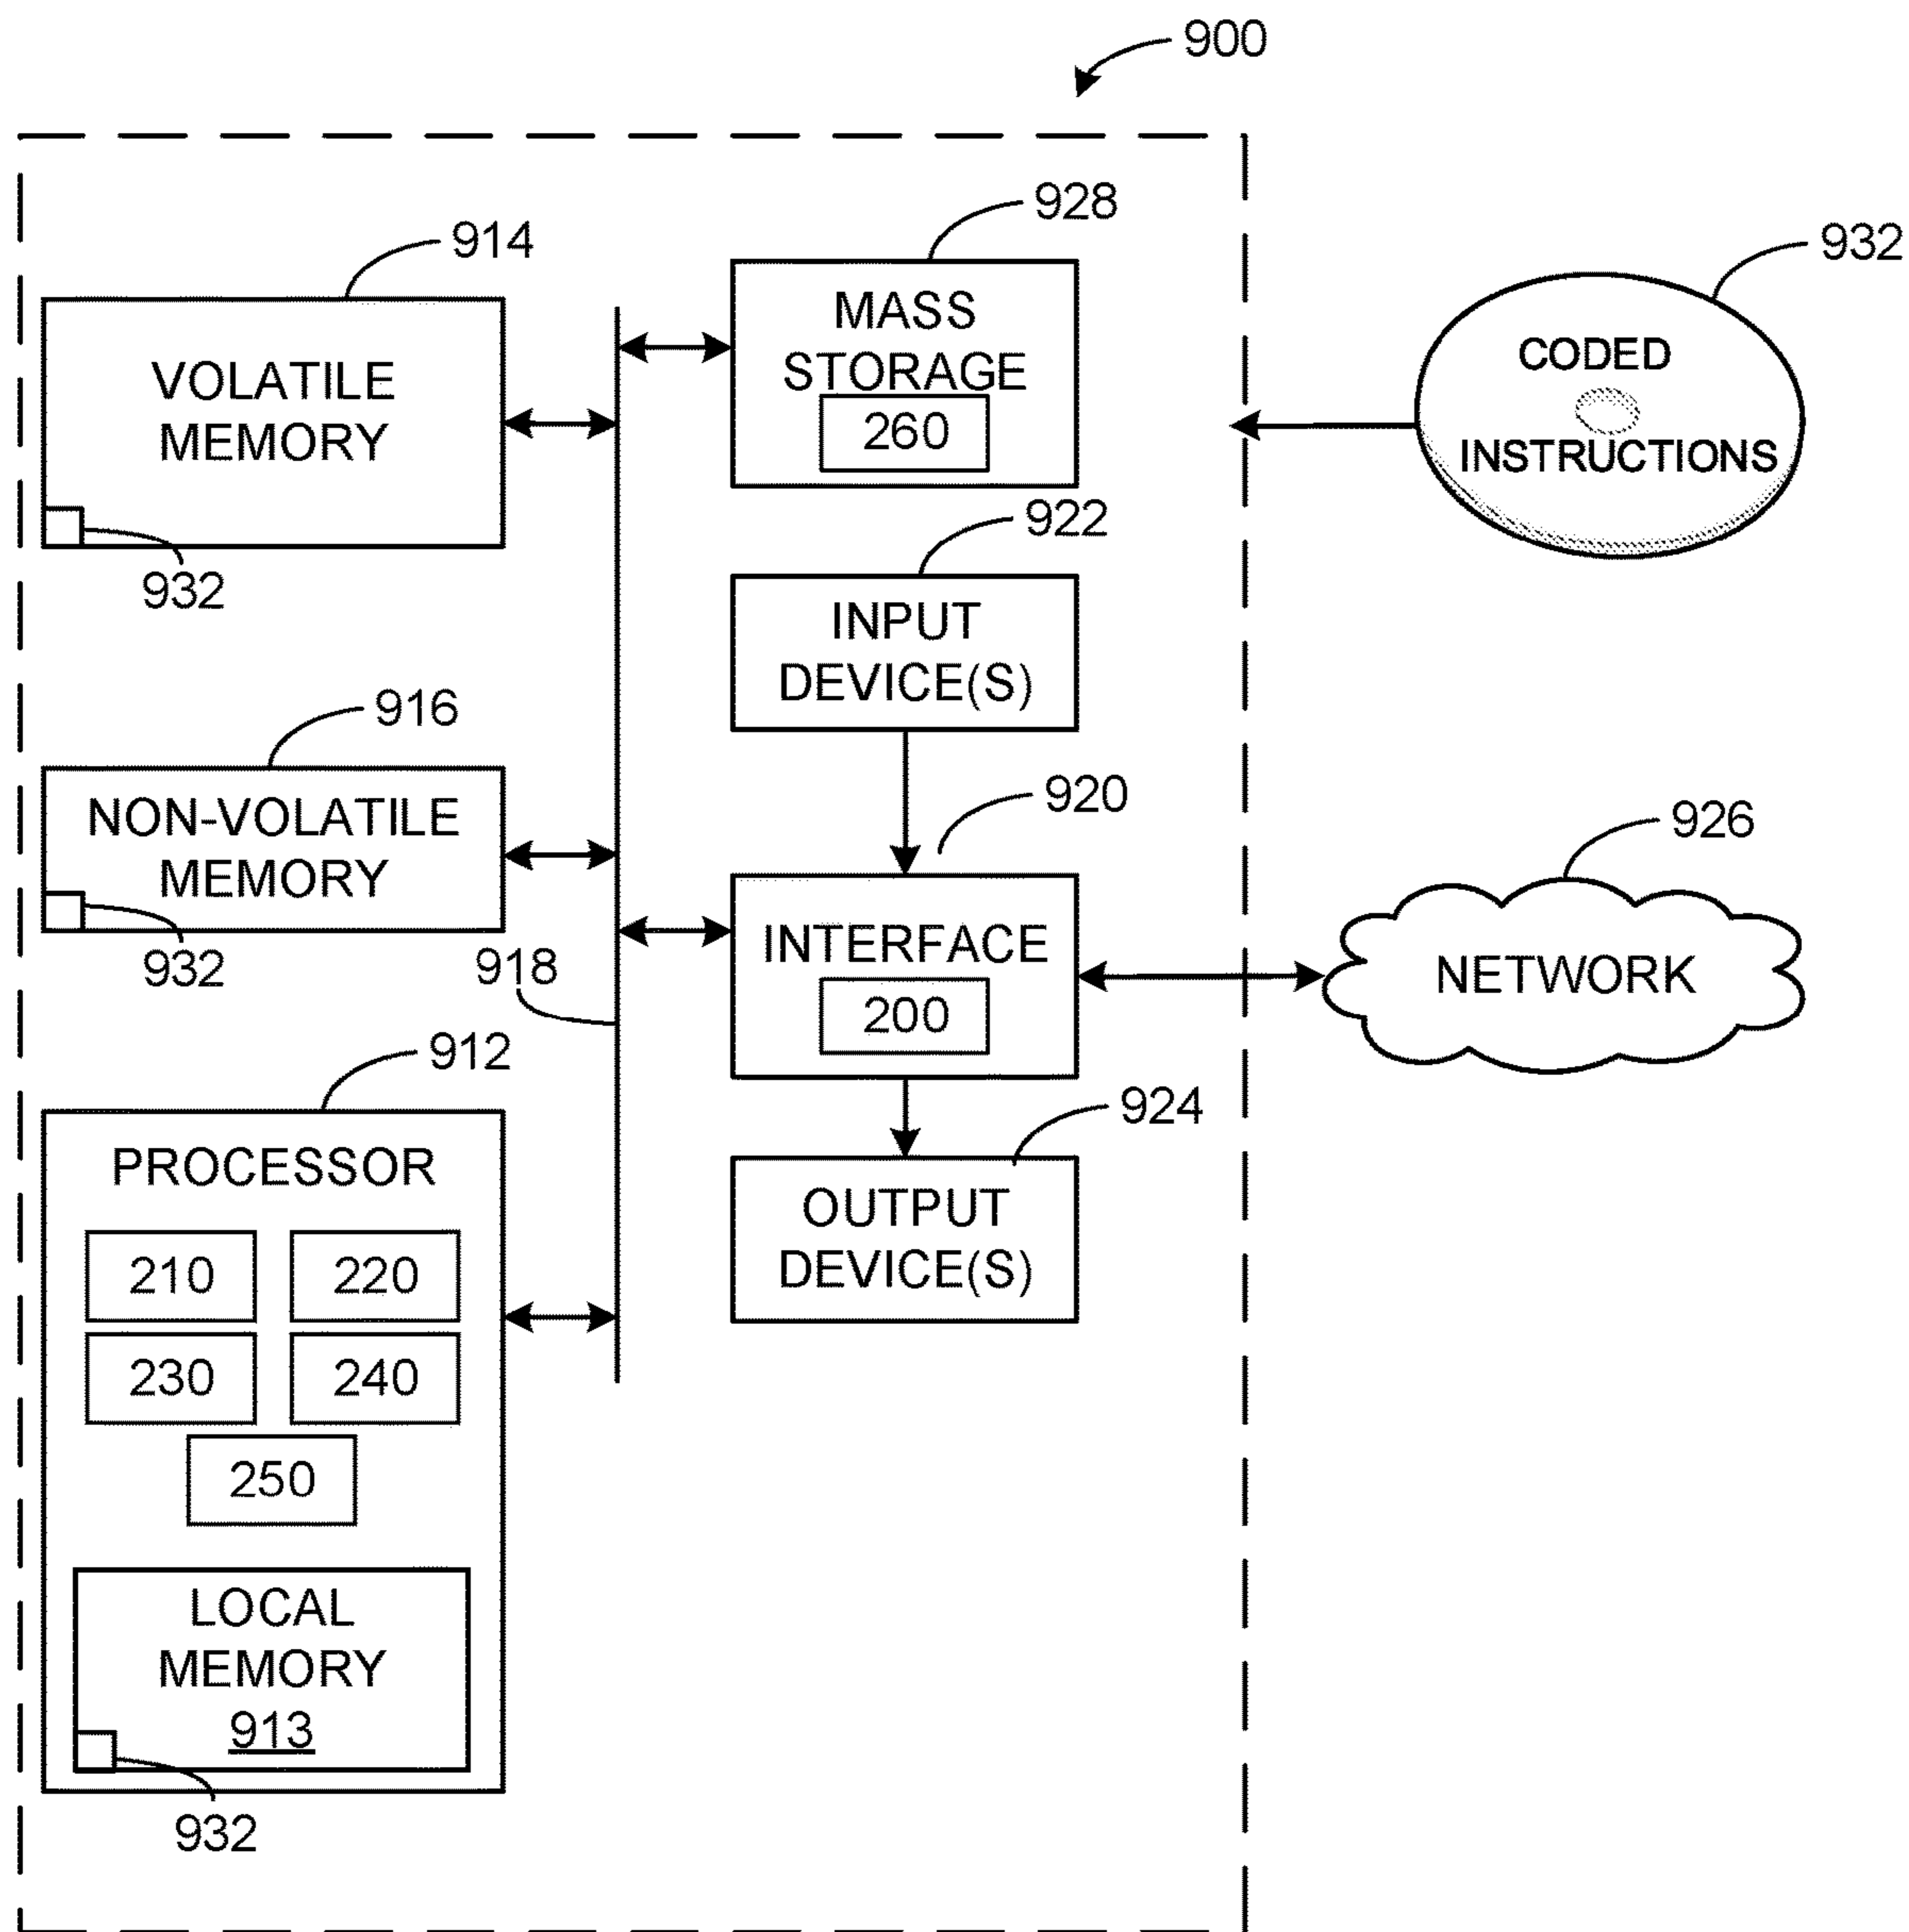 900
928
914
932
MASS
STORAGE
260
VOLATILE
MEMORY
CODED
INSTRUCTIONS
922
932
INPUT
DEVICE(S)
916
920
926
NON-VOLATILE
MEMORY
932
918
INTERFACE
200
NETWORK
912
924
PROCESSOR
OUTPUT
DEVICE(S)
210 220
230 240
250
LOCAL
MEMORY
913
932